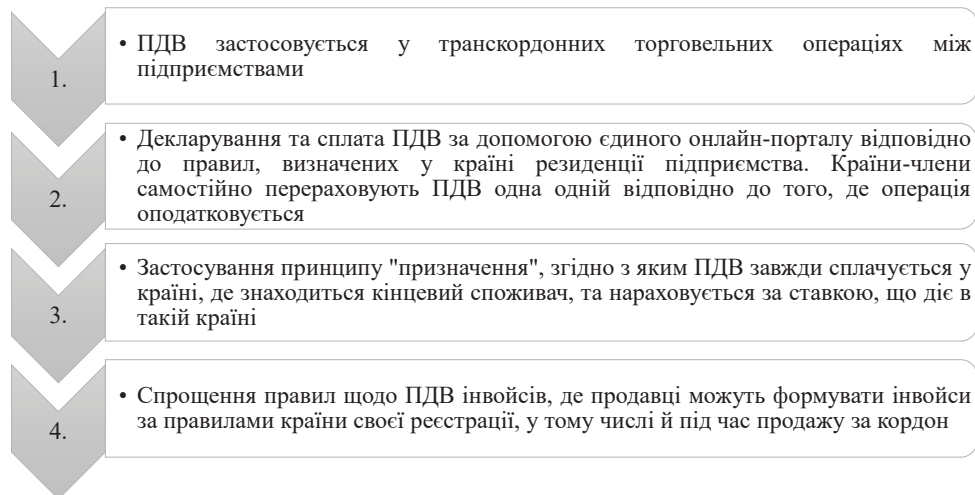 1.
• ПДВ застосовується у транскордонних торговельних операціях між
підприємствами
2.
• Декларування та сплата ПДВ за допомогою єдиного онлайн-порталу відповідно
до правил, визначених у країні резиденції підприємства. Країни-члени
самостійно перераховують ПДВ одна одній відповідно до того, де операція
оподатковується
3.
• Застосування принципу "призначення", згідно з яким ПДВ завжди сплачується у
країні, де знаходиться кінцевий споживач, та нараховується за ставкою, що діє в
такій країні
4.
• Спрощення правил щодо ПДВ інвойсів, де продавці можуть формувати інвойси
за правилами країни своєї реєстрації, у тому числі й під час продажу за кордон